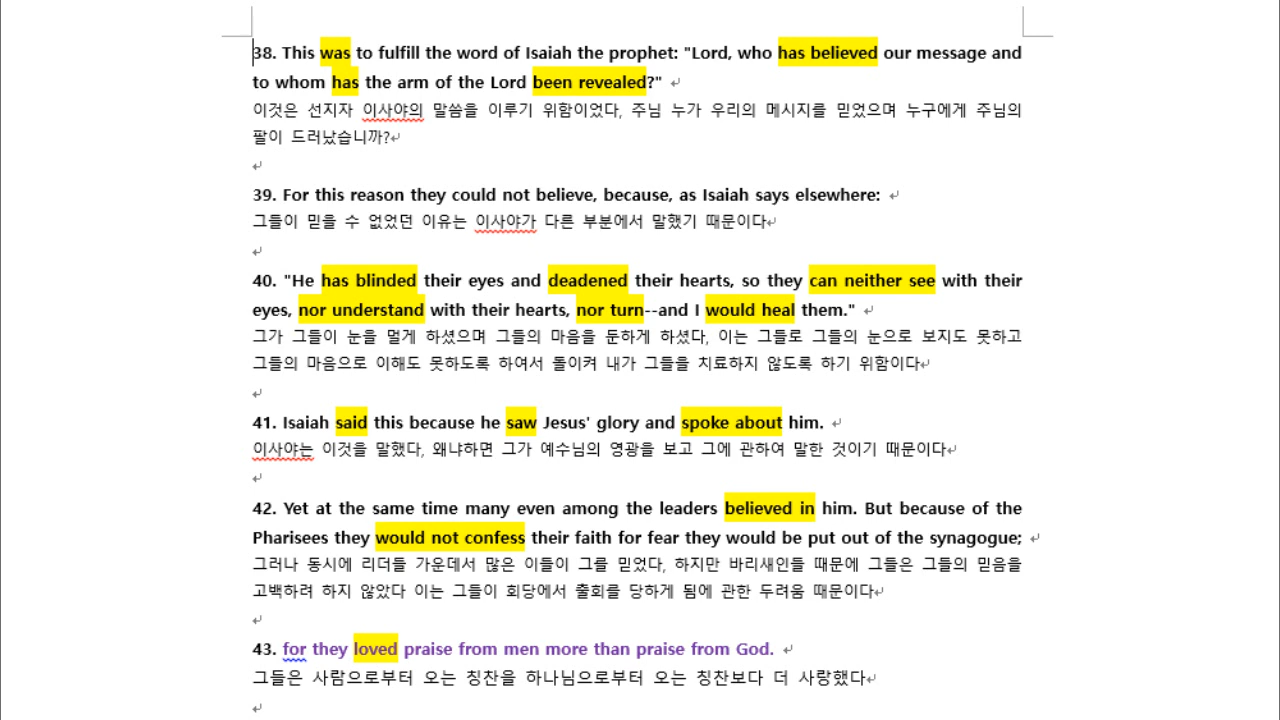 38. This was to fulfill the word of Isaiah the prophet: "Lord, who has believed our message and
to whom has the arm of the Lord been revealed?"
이것은 선지자 이사야의 말씀을 이루기 위함이었다, 주님 누가 우리의 메시지를 믿었으며 누구에게 주님의
팔이 드러났습니까?
39. For this reason they could not believe, because, as Isaiah says elsewhere:
그들이 믿을 수 없었던 이유는 이사야가 다른 부분에서 말했기 때문이다
40. "He has blinded their eyes and deadened their hearts, so they can neither see with their
eyes, nor understand with their hearts, nor turn--and I would heal them."
그가 그들이 눈을 멀게 하셨으며 그들의 마음을 둔하게 하셨다, 이는 그들로 그들의 눈으로 보지도 못하고
그들의 마음으로 이해도 못하도록 하여서 돌이켜 내가 그들을 치료하지 않도록 하기 위함이다
41. Isaiah said this because he saw Jesus' glory and spoke about him.
이사야는 이것을 말했다, 왜냐하면 그가 예수님의 영광을 보고 그에 관하여 말한 것이기 때문이다
42. Yet at the same time many even among the leaders believed in him. But because of the
Pharisees they would not confess their faith for fear they would be put out of the synagogue;
그러나 동시에 리더들 가운데서 많은 이들이 그를 믿었다, 하지만 바리새인들 때문에 그들은 그들의 믿음을
고백하려 하지 않았다 이는 그들이 회당에서 출회를 당하게 됨에 관한 두려움 때문이다
43. for they loved praise from men more than praise from God.
그들은 사람으로부터 오는 칭찬을 하나님으로부터 오는 칭찬보다 더 사랑했다